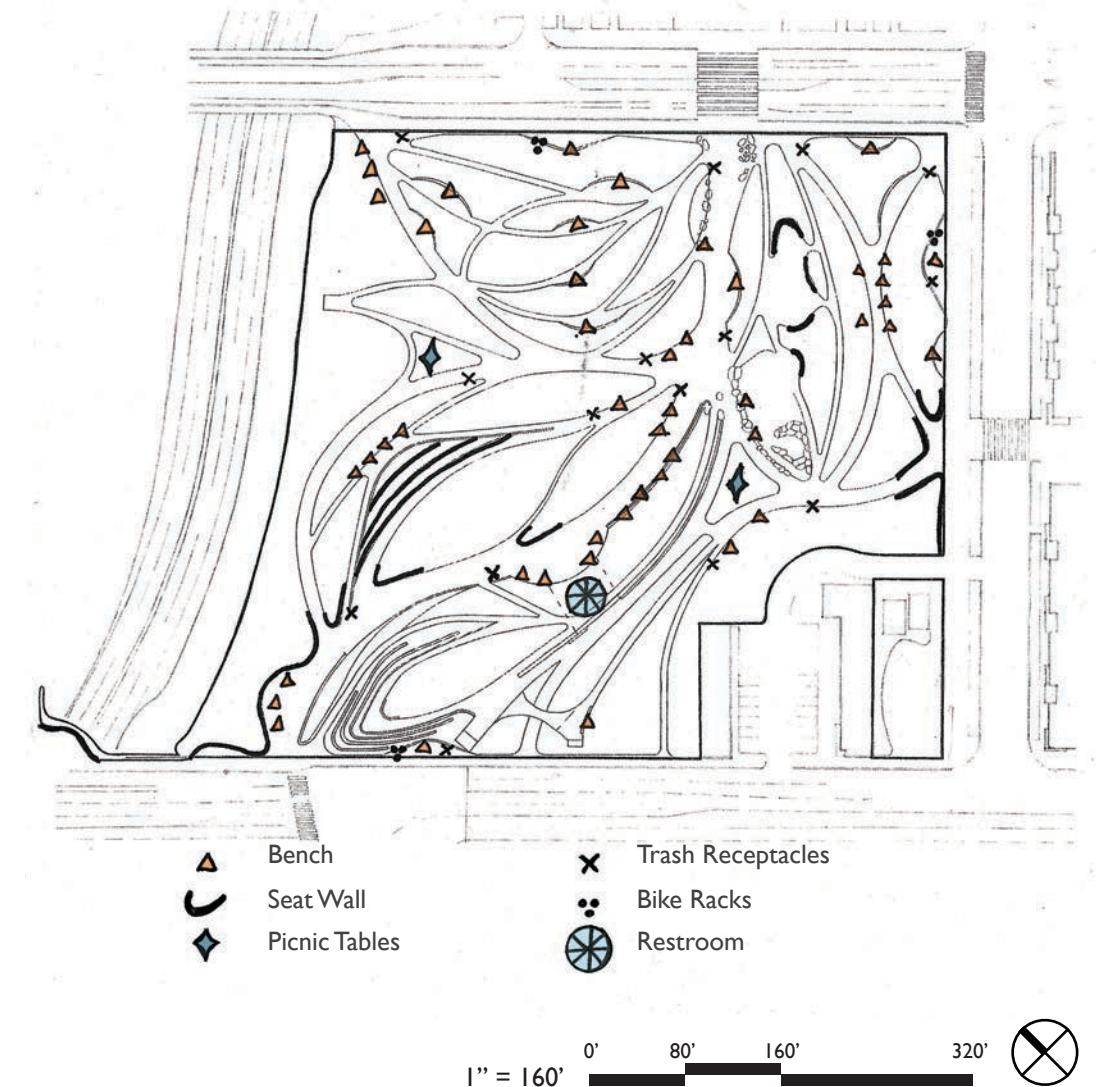 Bench
Trash Receptacles
Seat Wall
Bike Racks
Picnic Tables
Restroom
0’ 80’ 160’ 320’
1’’ = 160’